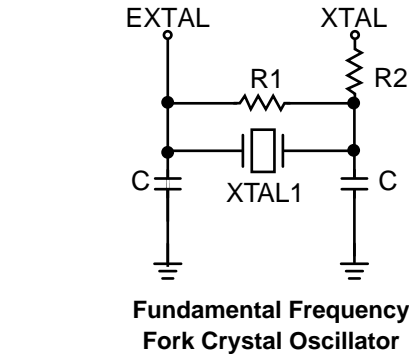 EXTAL XTAL
R1 R2
C XTAL1 C
Fundamental Frequency
Fork Crystal Oscillator